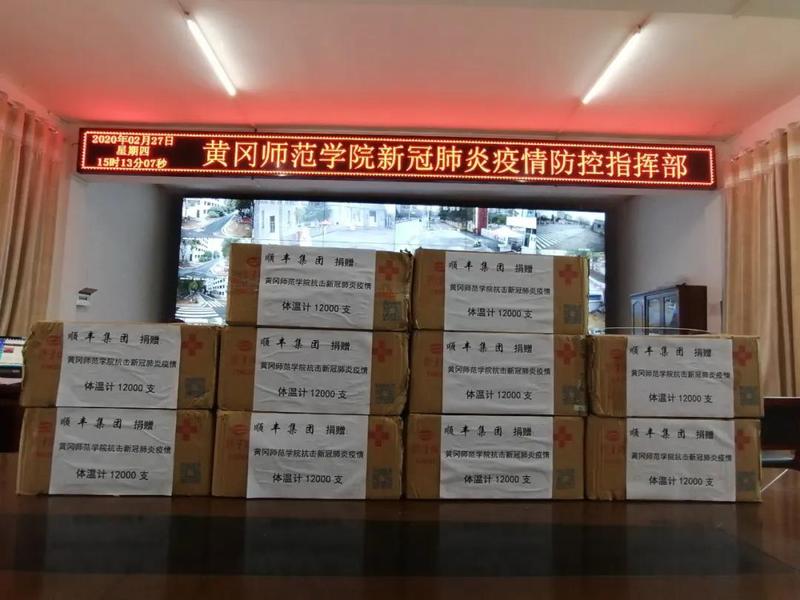 2020年02月27日
星期四
15时13分07秒
黄冈师范学院新冠肺炎疫情防控指挥部
顺丰集团 捐赠
黄冈师范学院抗击新冠肺炎疫情
体温计 12000 支
顺丰集团 捐赠
黄冈师范学院抗击新冠肺炎疫情
体温计 12000 支
顺丰集团 捐赠
黄冈师范学院抗击新冠肺炎疫情
体温计 12000 支
顺丰集团 捐赠
黄冈师范学院抗击新冠肺炎疫情
体温计 12000 支
顺丰集团 捐赠
黄冈师范学院抗击新冠肺炎疫情
体温计 12000 支
顺丰集团 捐赠
黄冈师范学院抗击新冠肺炎疫情
体温计 12000 支
顺丰集团 捐赠
黄冈师范学院抗击新冠肺炎疫情
体温计 12000 支
顺丰集团 捐赠
黄冈师范学院抗击新冠肺炎疫情
体温计 12000 支
顺丰集团 捐赠
黄冈师范学院抗击新冠肺炎疫情
体温计 12000 支
顺丰集团 捐赠
黄冈师范学院抗击新冠肺炎疫情
体温计 12000 支